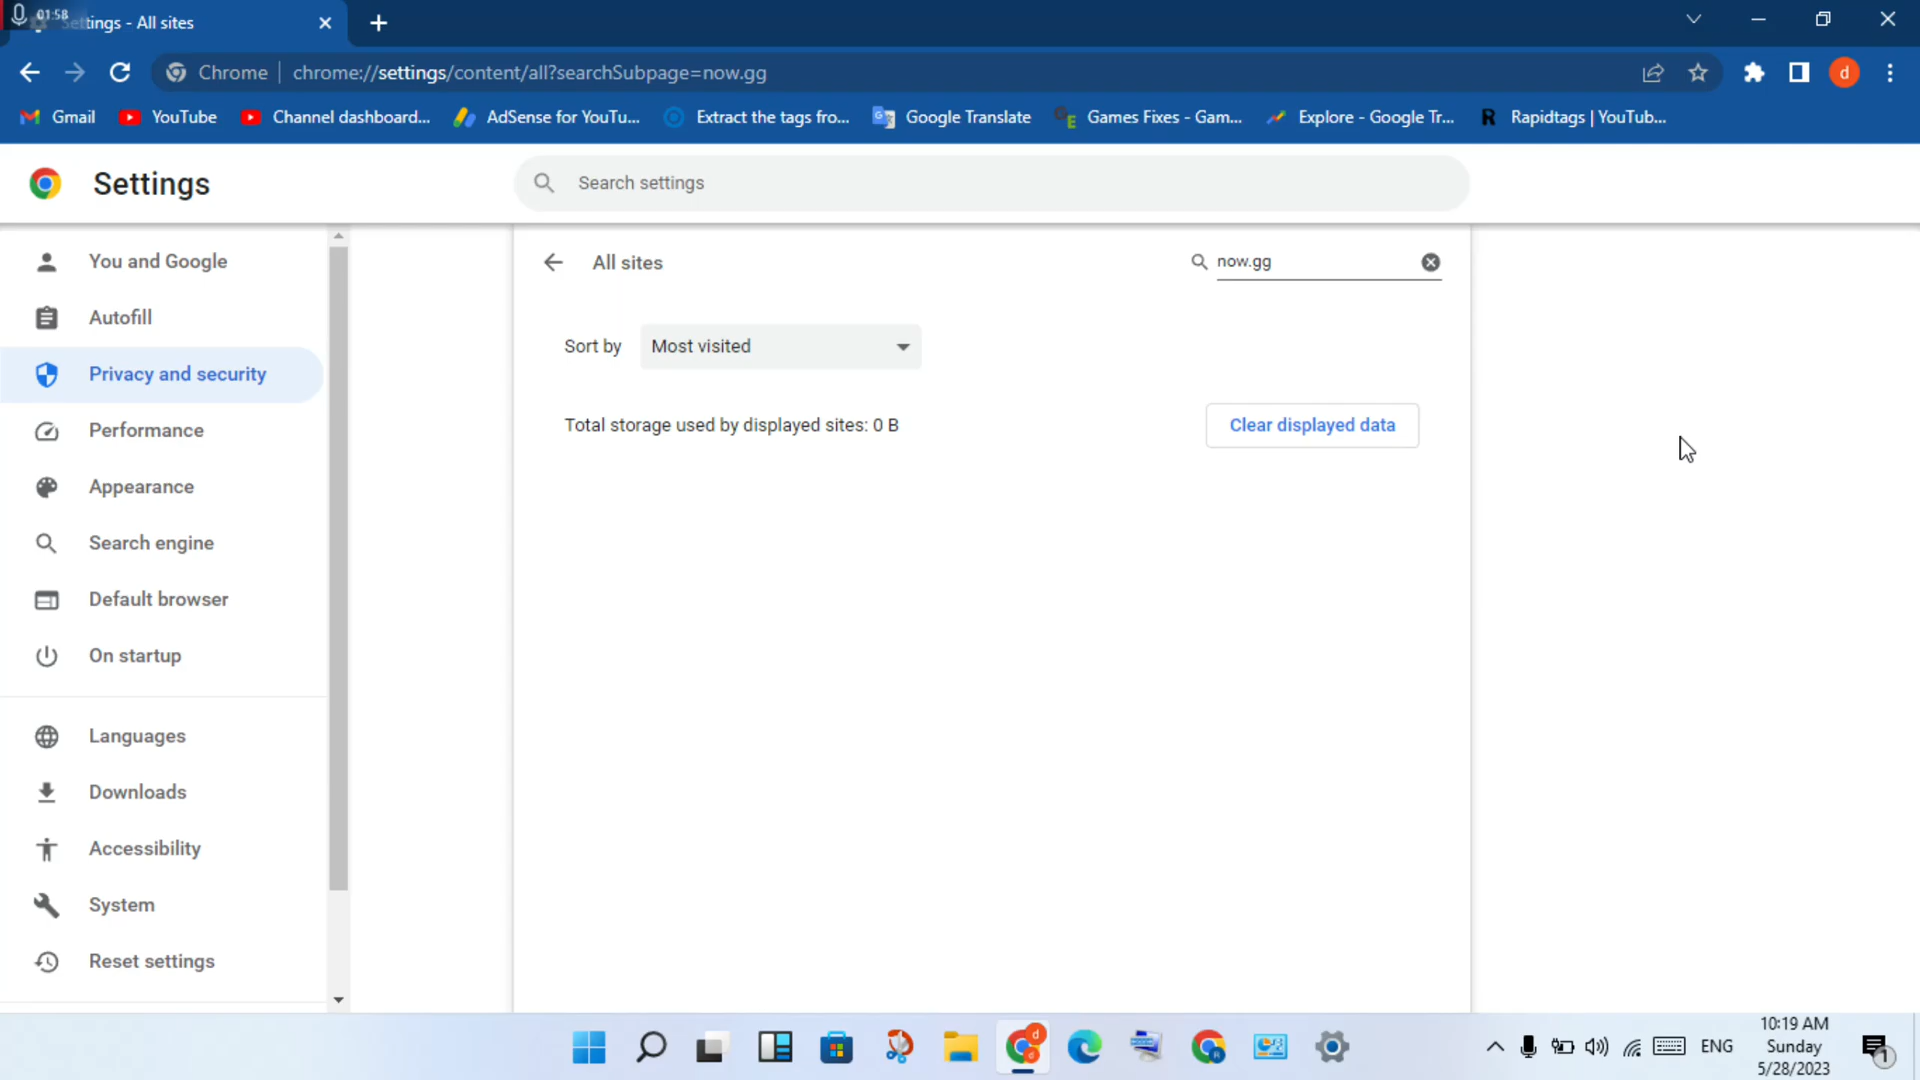 01:58
Settings - All sites
Chrome
chrome://settings/content/all?searchSubpage=now.gg
d
Gmail
YouTube
Channel dashboard...
AdSense for YouTu...
Extract the tags fro...
Google Translate
Games Fixes - Gam...
Explore - Google Tr...
R
Rapidtags | YouTub...
Settings
Search settings
You and Google
Autofill
Privacy and security
Performance
Appearance
Search engine
Default browser
On startup
Languages
Downloads
Accessibility
System
Reset settings
All sites
now.gg
Sort by
Most visited
Total storage used by displayed sites: 0 B
Clear displayed data
ENG
10:19 AM
Sunday
5/28/2023
1